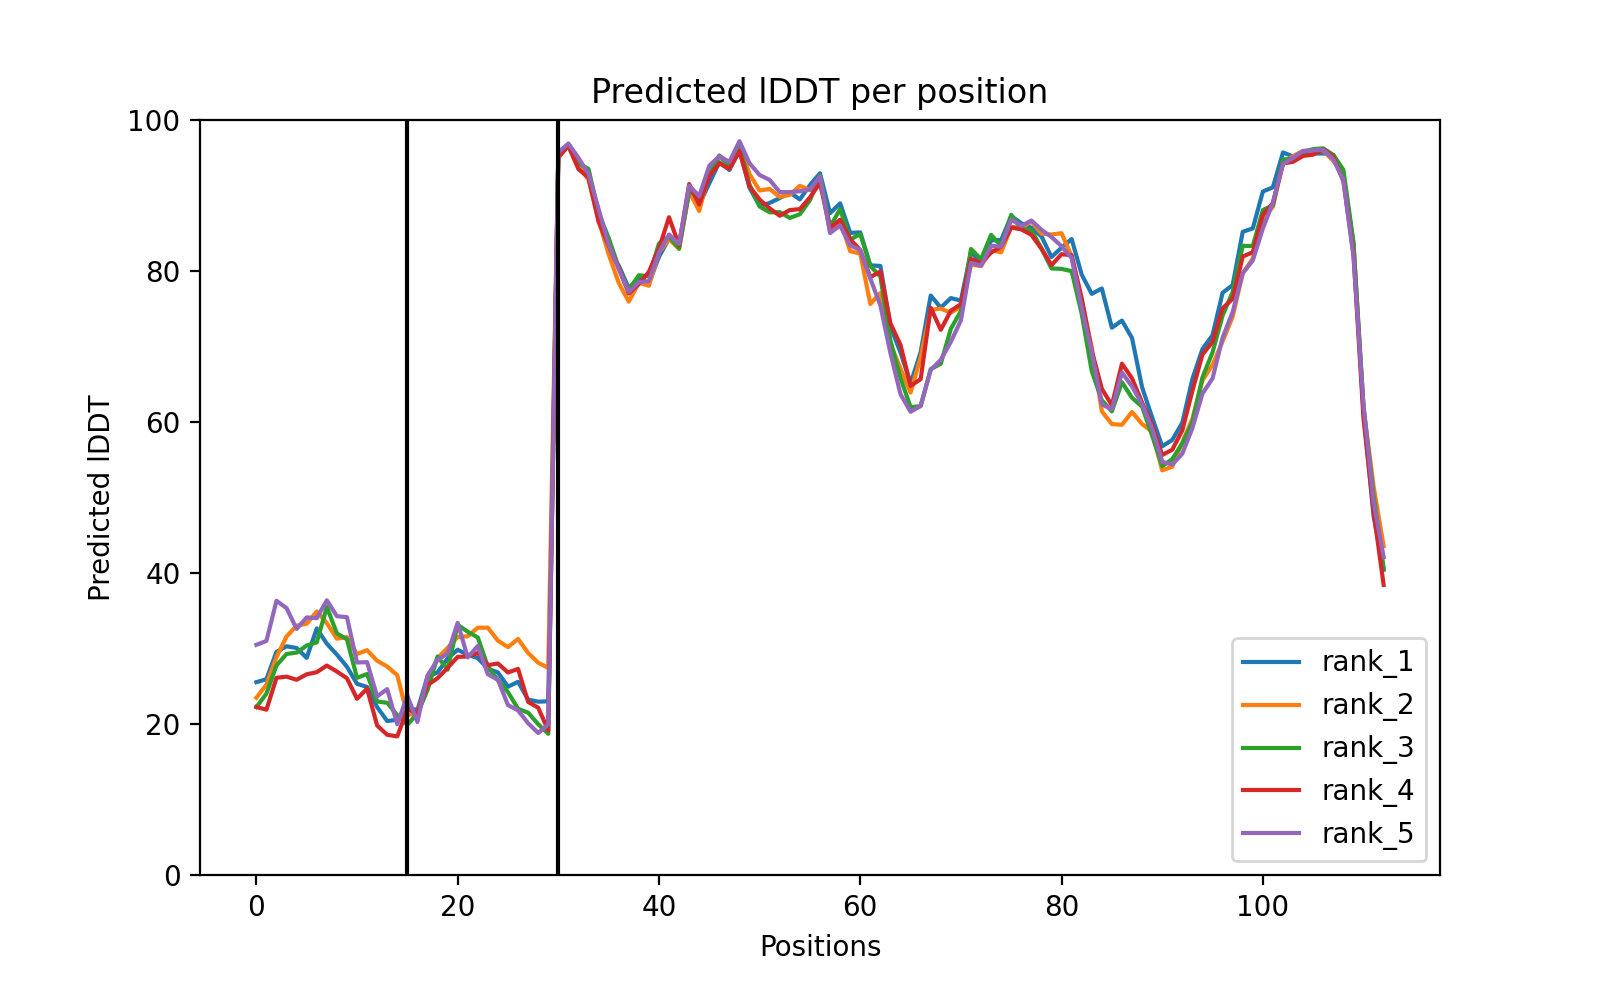 Predicted lDDT per position
100
80
60
40
20
0
Predicted lDDT
0 20 40 60 80 100
Positions
rank_1
rank_2
rank_3
rank_4
rank_5